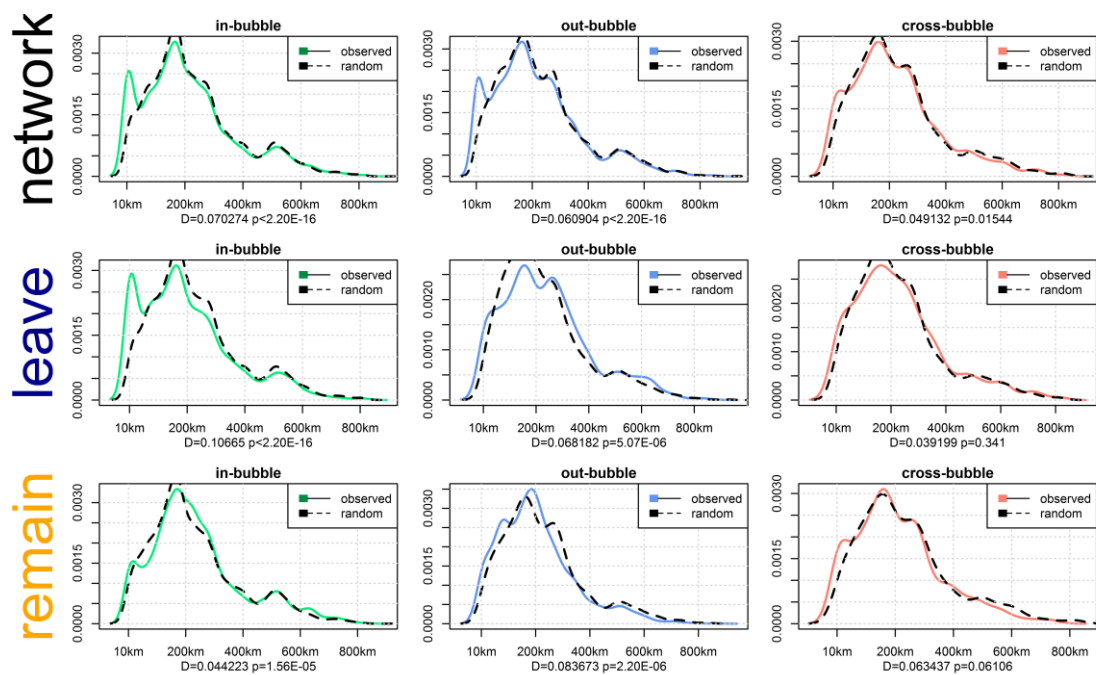 network
in-bubble
0.0000 0.0015 0.0030
observed
random
10km 200km 400km 600km 800km
D=0.070274 p<2.20E-16
out-bubble
0.0000 0.0015 0.0030
observed
random
10km 200km 400km 600km 800km
D=0.060904 p<2.20E-16
cross-bubble
0.0000 0.0015 0.0030
observed
random
10km 200km 400km 600km 800km
D=0.049132 p=0.01544
leave
in-bubble
0.0000 0.0015 0.0030
observed
random
10km 200km 400km 600km 800km
D=0.10665 p<2.20E-16
out-bubble
0.0000 0.0010 0.0020
observed
random
10km 200km 400km 600km 800km
D=0.068182 p=5.07E-06
cross-bubble
0.0000 0.0010 0.0020
observed
random
10km 200km 400km 600km 800km
D=0.039199 p=0.341
remain
in-bubble
0.0000 0.0015 0.0030
observed
random
10km 200km 400km 600km 800km
D=0.044223 p=1.56E-05
out-bubble
0.0000 0.0015 0.0030
observed
random
10km 200km 400km 600km 800km
D=0.083673 p=2.20E-06
cross-bubble
0.0000 0.0015 0.0030
observed
random
10km 200km 400km 600km 800km
D=0.063437 p=0.06106